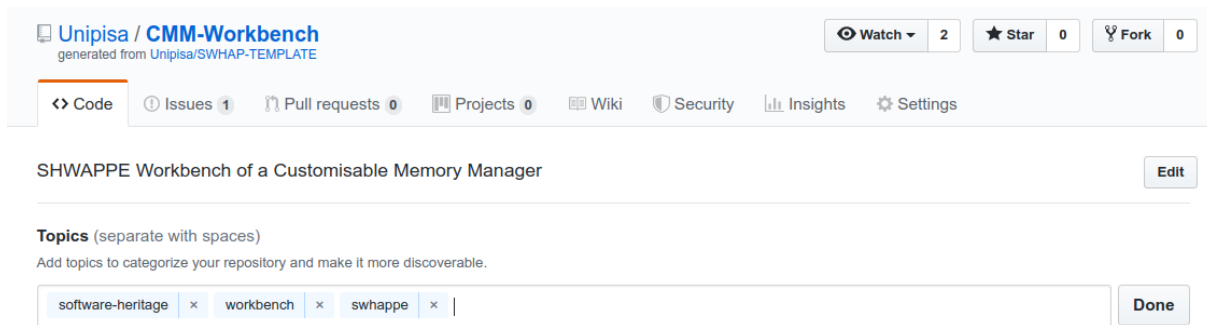 Unipisa / CMM-Workbench
generated from Unipisa/SWHAP-TEMPLATE
Watch 2 Star 0 Fork 0
Code Issues 1 Pull requests 0 Projects 0 Wiki Security Insights Settings
SHWAPPE Workbench of a Customisable Memory Manager
Edit
Topics (separate with spaces)
Add topics to categorize your repository and make it more discoverable.
software-heritage × workbench × swhappe ×
Done